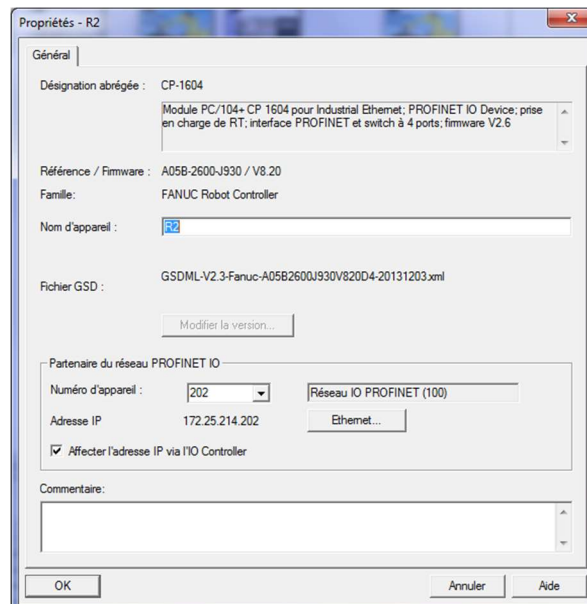 Propriétés - R2
Général
Désignation abrégée : CP-1604
Module PC/104+ CP 1604 pour Industrial Ethernet; PROFINET IO Device; prise
en charge de RT; interface PROFINET et switch à 4 ports; firmware V2.6
Référence / Firmware : A05B-2600-J930 / V8.20
Famille: FANUC Robot Controller
Nom d'appareil : R2
Fichier GSD : GSDML-V2.3-Fanuc-A05B2600J930V820D4-20131203.xml
Modifier la version...
Partenaire du réseau PROFINET IO
Numéro d'appareil : 202 Réseau IO PROFINET (100)
Adresse IP 172.25.214.202 Ethernet...
Affecter l'adresse IP via l'IO Controller
Commentaire:
OK Annuler Aide